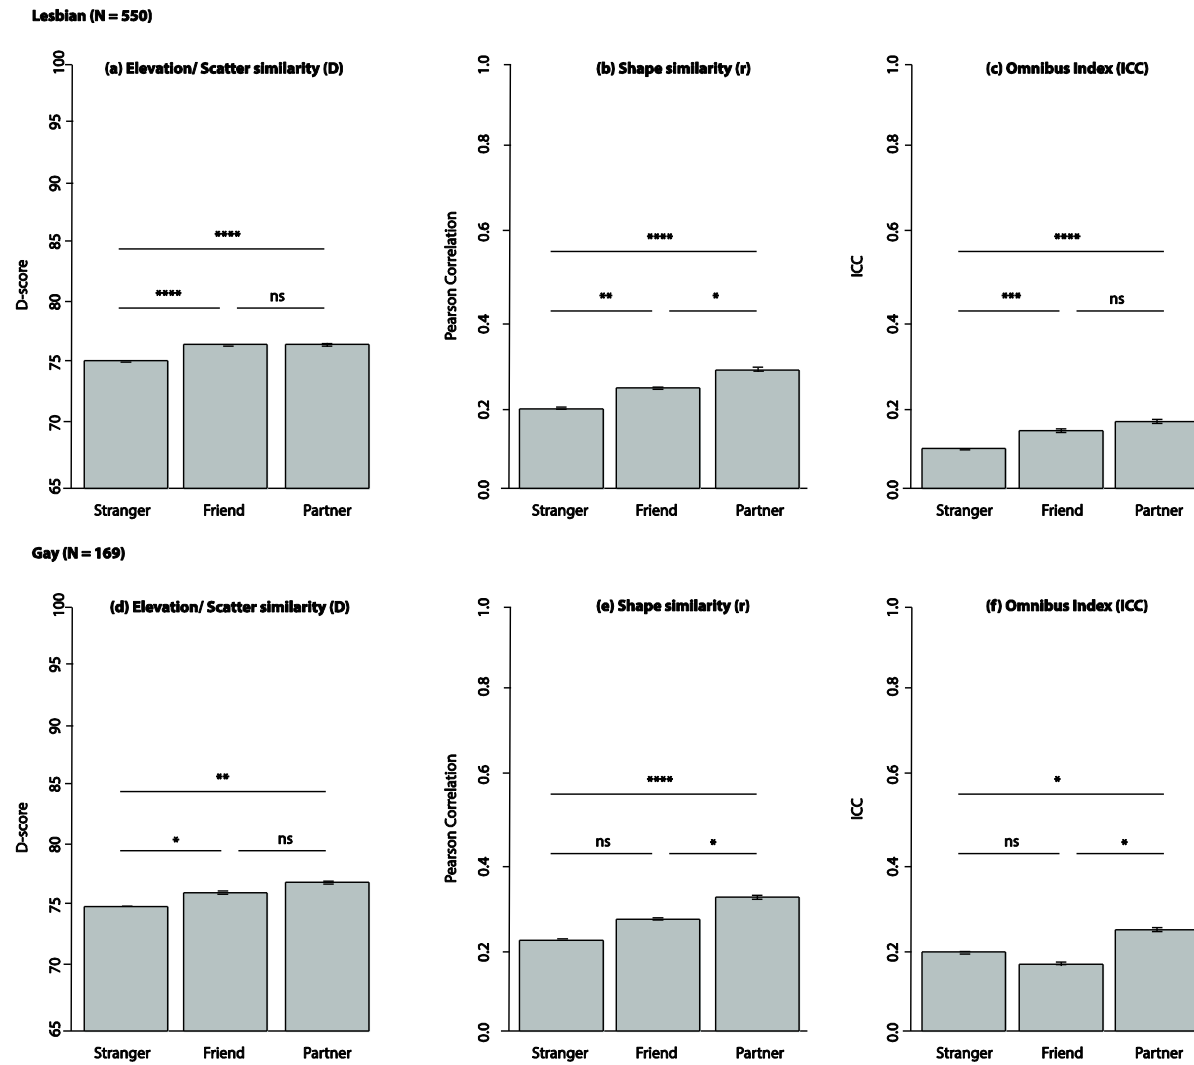 Lesbian (N = 550)
(a) Elevation/ Scatter similarity (D)
D-score
100
95
90
85
80
75
70
65
****
****
ns
Stranger Friend Partner
(b) Shape similarity (r)
Pearson Correlation
1.0
0.8
0.6
0.4
0.2
0.0
****
**
*
Stranger Friend Partner
(c) Omnibus Index (ICC)
ICC
1.0
0.8
0.6
0.4
0.2
0.0
****
***
ns
Stranger Friend Partner
Gay (N = 169)
(d) Elevation/ Scatter similarity (D)
D-score
100
95
90
85
80
75
70
65
**
*
ns
Stranger Friend Partner
(e) Shape similarity (r)
Pearson Correlation
1.0
0.8
0.6
0.4
0.2
0.0
****
ns
*
Stranger Friend Partner
(f) Omnibus Index (ICC)
ICC
1.0
0.8
0.6
0.4
0.2
0.0
*
ns
*
Stranger Friend Partner